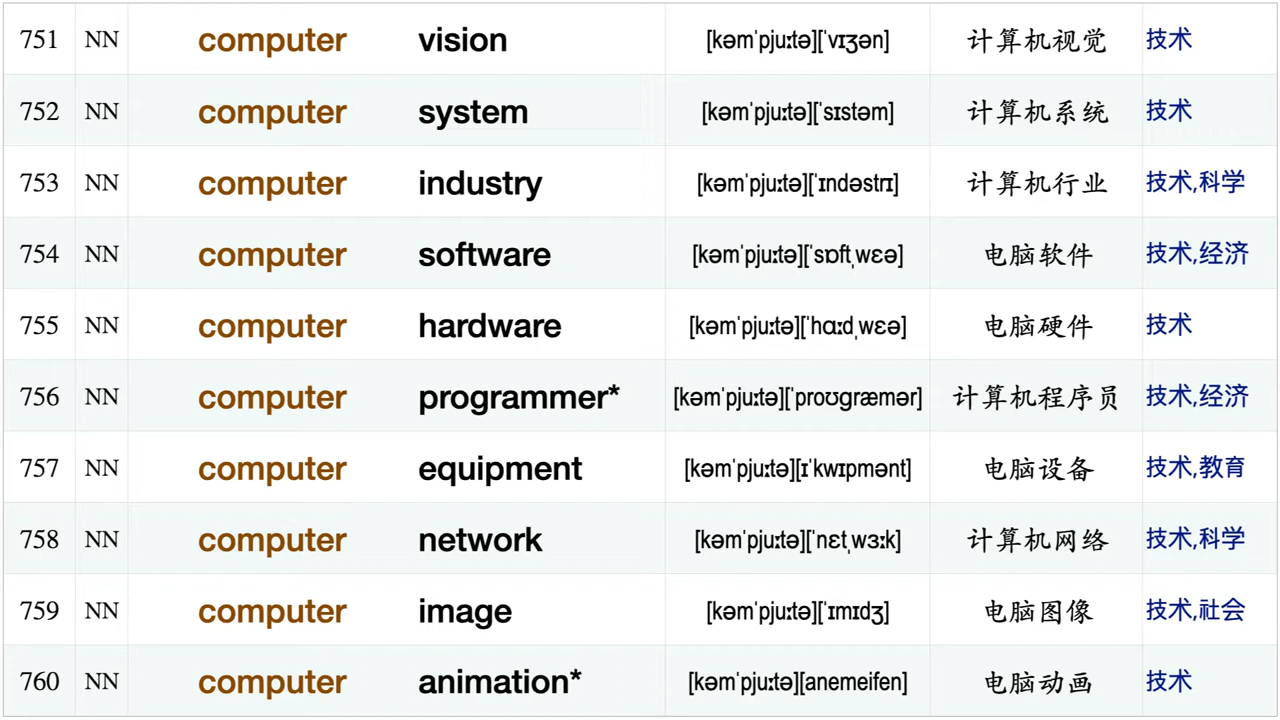 751 NN computer vision [kəmˈpjuːtə][ˈvɪʒən] 计算机视觉 技术
752 NN computer system [kəmˈpjuːtə][ˈsɪstəm] 计算机系统 技术
753 NN computer industry [kəmˈpjuːtə][ˈɪndəstrɪ] 计算机行业 技术,科学
754 NN computer software [kəmˈpjuːtə][ˈsɒftˌwɛə] 电脑软件 技术,经济
755 NN computer hardware [kəmˈpjuːtə][ˈhɑːdˌwɛə] 电脑硬件 技术
756 NN computer programmer* [kəmˈpjuːtə][ˈproʊɡræmər] 计算机程序员 技术,经济
757 NN computer equipment [kəmˈpjuːtə][ɪˈkwɪpmənt] 电脑设备 技术,教育
758 NN computer network [kəmˈpjuːtə][ˈnɛtˌwɜːk] 计算机网络 技术,科学
759 NN computer image [kəmˈpjuːtə][ˈɪmɪdʒ] 电脑图像 技术,社会
760 NN computer animation* [kəmˈpjuːtə][anemeifen] 电脑动画 技术